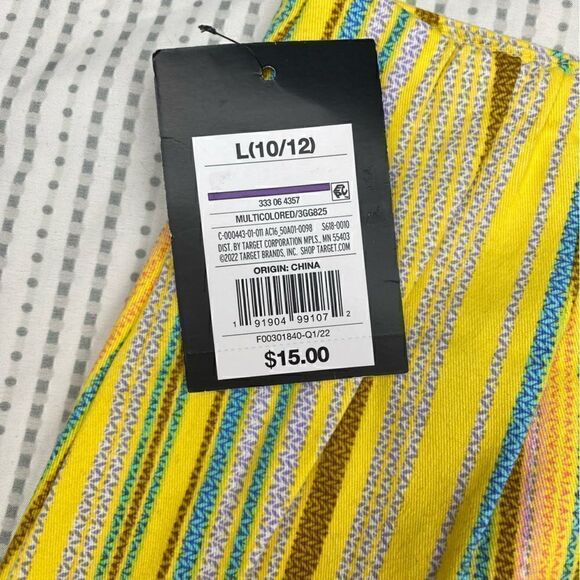 L(10/12)
333 06 4357
MULTICOLORED/3GG825
C-000443-01-011 AC16_50A01-0098 S618-0010
DIST. BY TARGET CORPORATION MPLS., MN 55403
©2022 TARGET BRANDS, INC. SHOP TARGET.COM
ORIGIN: CHINA
1 91904 99107 2
F00301840-Q1/22
$15.00